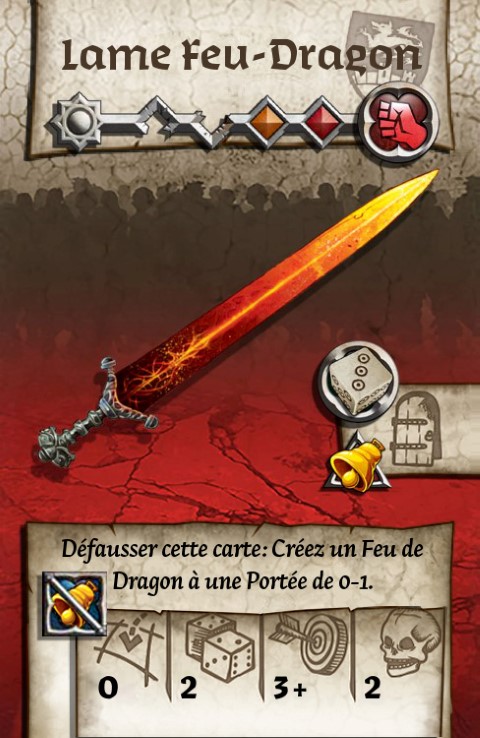 Lame Feu-Dragon
Défausser cette carte: Créez un Feu de
Dragon à une Portée de 0-1.
0 2 3+ 2